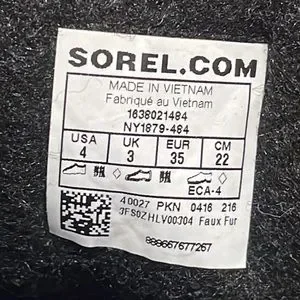 SOREL.COM
MADE IN VIETNAM
Fabriqué au Vietnam
1638021484
NY1879-484
USA UK EUR CM
4 3 35 22
ECA-4
40027 PKN 0416 216
3FS0ZHLV00304 Faux Fur
889667677267